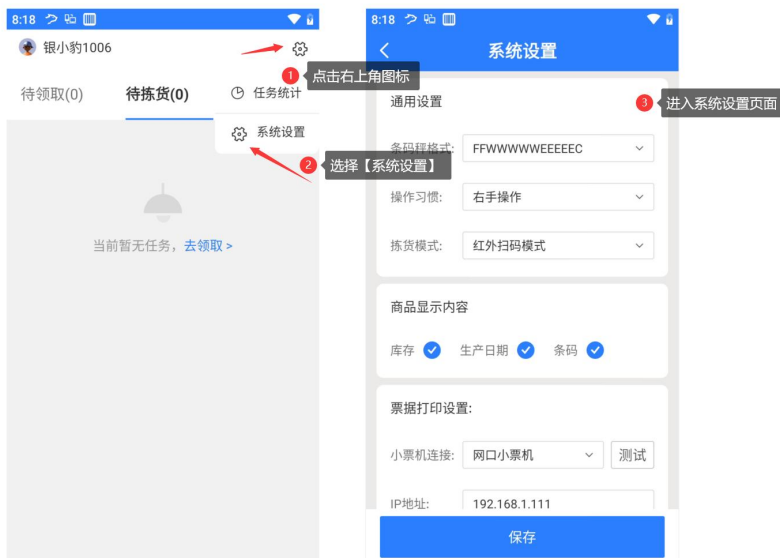 8:18
银小豹1006
1 点击右上角图标
待领取(0) 待拣货(0) 任务统计
系统设置
2 选择【系统设置】
当前暂无任务，去领取 >
8:18
系统设置
通用设置
3 进入系统设置页面
条码秤格式: FFWWWWWEEEEEC
操作习惯: 右手操作
拣货模式: 红外扫码模式
商品显示内容
库存 生产日期 条码
票据打印设置:
小票机连接: 网口小票机 测试
IP地址: 192.168.1.111
保存